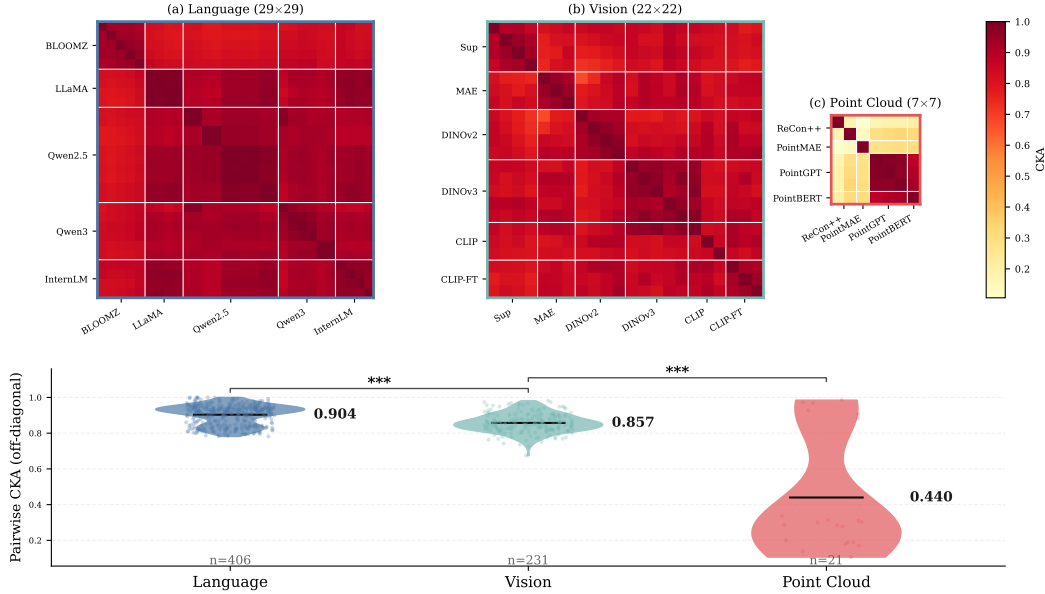 (a) Language (29×29)
BLOOMZ
LLaMA
Qwen2.5
Qwen3
InternLM
BLOOMZ
LLaMA
Qwen2.5
Qwen3
InternLM
(b) Vision (22×22)
Sup
MAE
DINOv2
DINOv3
CLIP
CLIP-FT
Sup
MAE
DINOv2
DINOv3
CLIP
CLIP-FT
(c) Point Cloud (7×7)
ReCon++
PointMAE
PointGPT
PointBERT
ReCon++
PointMAE
PointGPT
PointBERT
1.0
0.9
0.8
0.7
0.6
0.5
0.4
0.3
0.2
CKA
Pairwise CKA (off-diagonal)
1.0
0.8
0.6
0.4
0.2
***
***
0.904
0.857
0.440
n=406
n=231
n=21
Language
Vision
Point Cloud